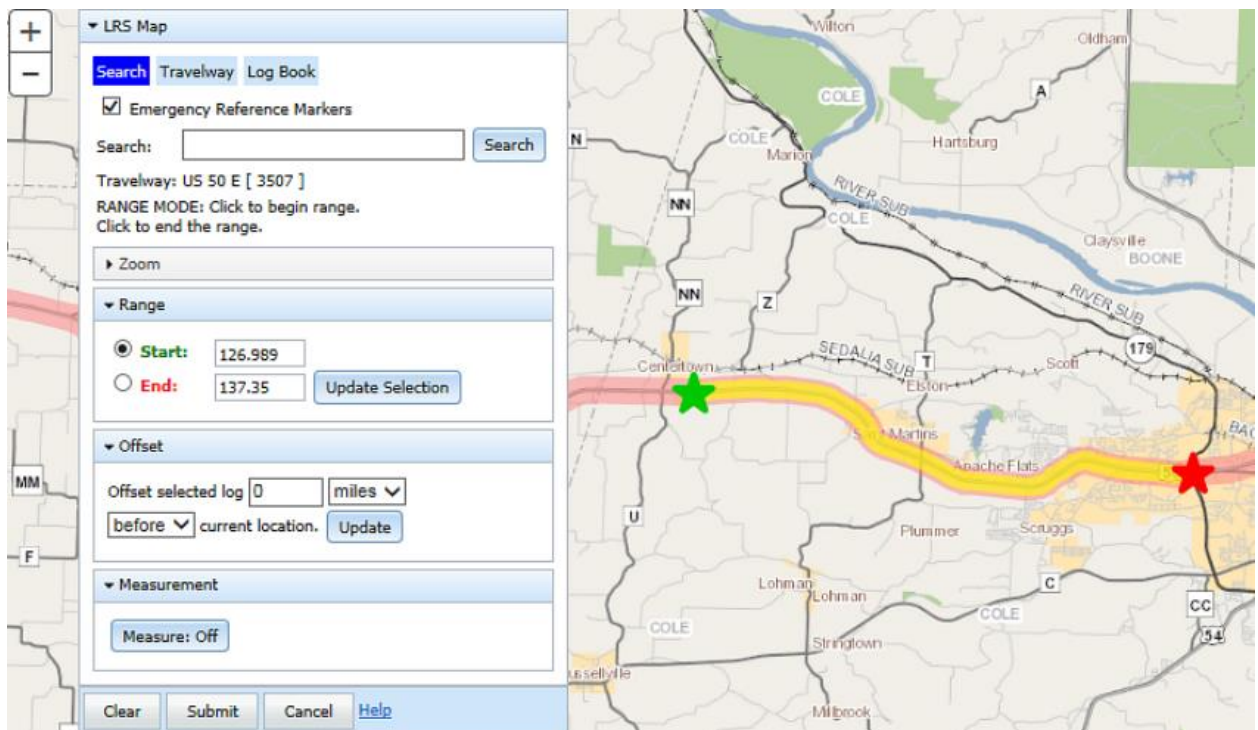 +
−
LRS Map
Search Travelway Log Book
Emergency Reference Markers
Search: Search
Travelway: US 50 E [ 3507 ]
RANGE MODE: Click to begin range.
Click to end the range.
Zoom
Range
Start: 126.989
End: 137.35 Update Selection
Offset
Offset selected log 0 miles
before current location. Update
Measurement
Measure: Off
Clear Submit Cancel Help
Wilton
Oldham
COLE
A
N
COLE
Hartsburg
Marion
RIVER SUB
NN
COLE
Claysville
BOONE
NN
Z
RIVER SUB
179
SEDALIA SUB
T
Scott
Centertown
Elston
Martins
Apache Flats
MM
U
Plummer
Scruggs
F
Lohman
Lohman
C
COLE
CC
COLE
54
Stringtown
ussellville
Millbrook